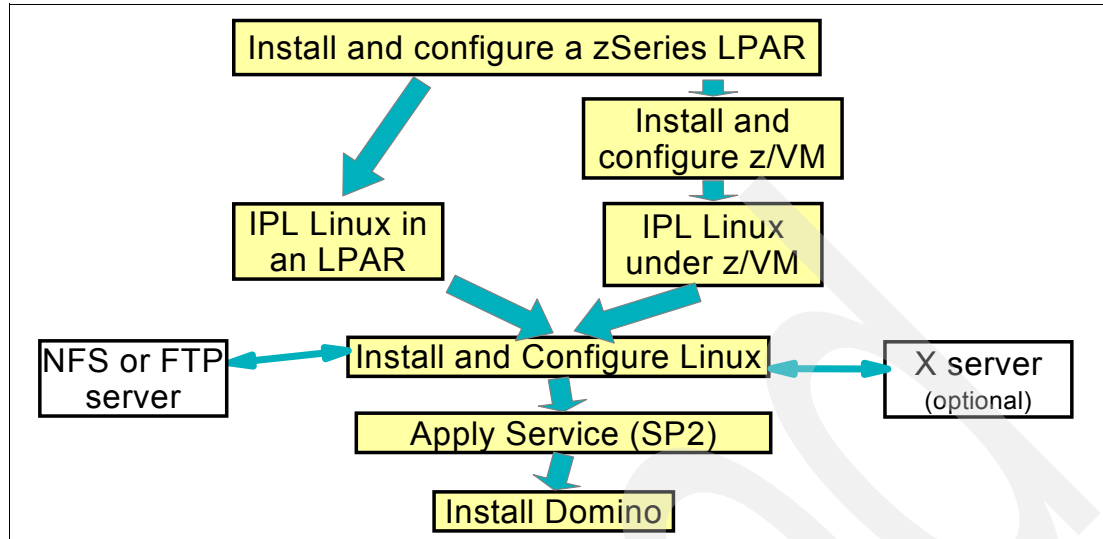 Install and configure a zSeries LPAR
Install and
configure z/VM
IPL Linux in
an LPAR
IPL Linux
under z/VM
NFS or FTP
server
Install and Configure Linux
X server
(optional)
Apply Service (SP2)
Install Domino